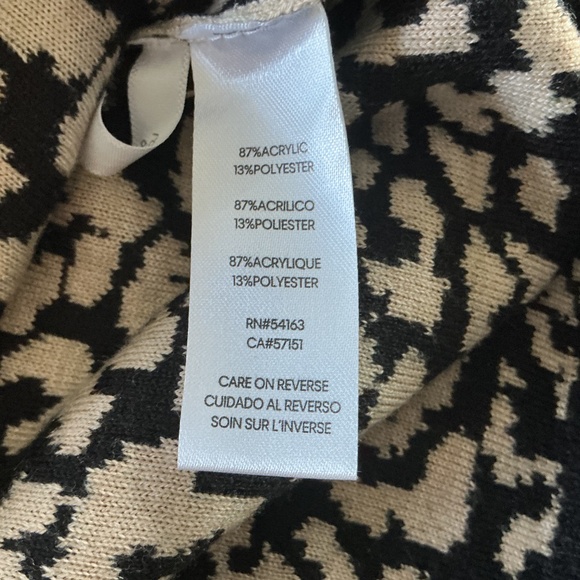 87%ACRYLIC
13%POLYESTER
87%ACRILICO
13%POLIESTER
87%ACRYLIQUE
13%POLYESTER
RN#54163
CA#57151
CARE ON REVERSE
CUIDADO AL REVERSO
SOIN SUR L'INVERSE